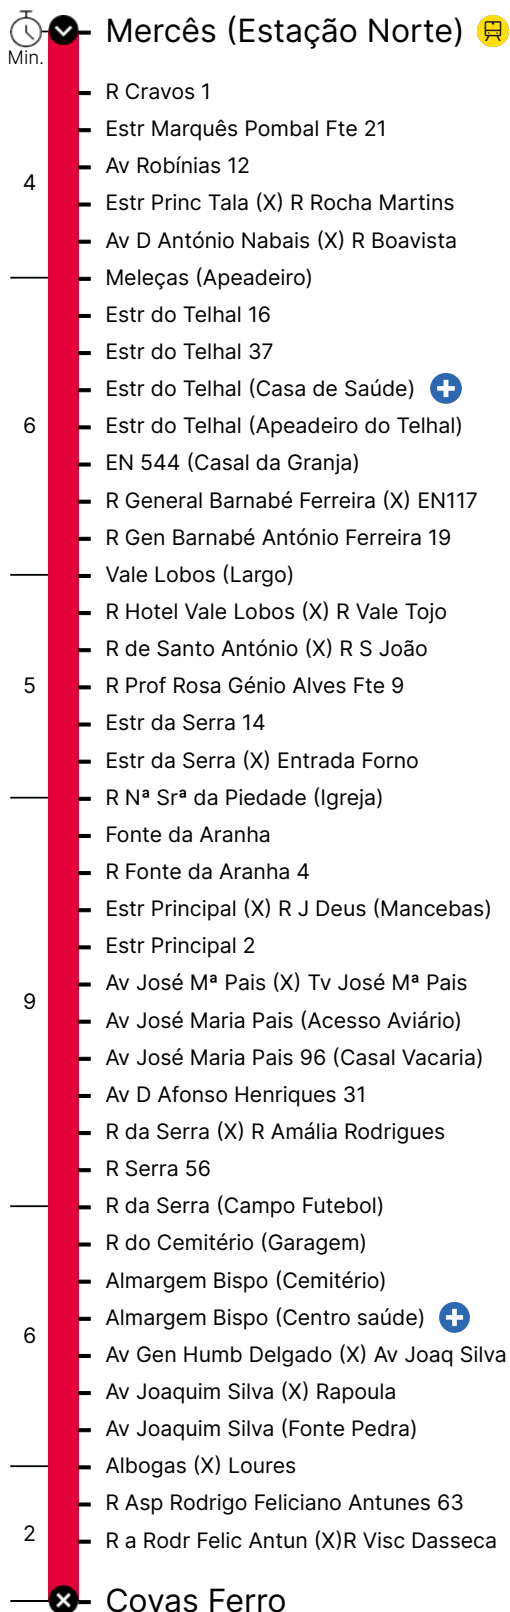 Mercês (Estação Norte)
Min.
R Cravos 1
Estr Marquês Pombal Fte 21
Av Robínias 12
4
Estr Princ Tala (X) R Rocha Martins
Av D António Nabais (X) R Boavista
Meleças (Apeadeiro)
Estr do Telhal 16
Estr do Telhal 37
Estr do Telhal (Casa de Saúde)
6
Estr do Telhal (Apeadeiro do Telhal)
EN 544 (Casal da Granja)
R General Barnabé Ferreira (X) EN117
R Gen Barnabé António Ferreira 19
Vale Lobos (Largo)
R Hotel Vale Lobos (X) R Vale Tojo
R de Santo António (X) R S João
5
R Prof Rosa Génio Alves Fte 9
Estr da Serra 14
Estr da Serra (X) Entrada Forno
R Nª Srª da Piedade (Igreja)
Fonte da Aranha
R Fonte da Aranha 4
Estr Principal (X) R J Deus (Mancebas)
Estr Principal 2
Av José Mª Pais (X) Tv José Mª Pais
9
Av José Maria Pais (Acesso Aviário)
Av José Maria Pais 96 (Casal Vacaria)
Av D Afonso Henriques 31
R da Serra (X) R Amália Rodrigues
R Serra 56
R da Serra (Campo Futebol)
R do Cemitério (Garagem)
Almargem Bispo (Cemitério)
Almargem Bispo (Centro saúde)
6
Av Gen Humb Delgado (X) Av Joaq Silva
Av Joaquim Silva (X) Rapoula
Av Joaquim Silva (Fonte Pedra)
Albogas (X) Loures
R Asp Rodrigo Feliciano Antunes 63
2
R a Rodr Felic Antun (X)R Visc Dasseca
Covas Ferro